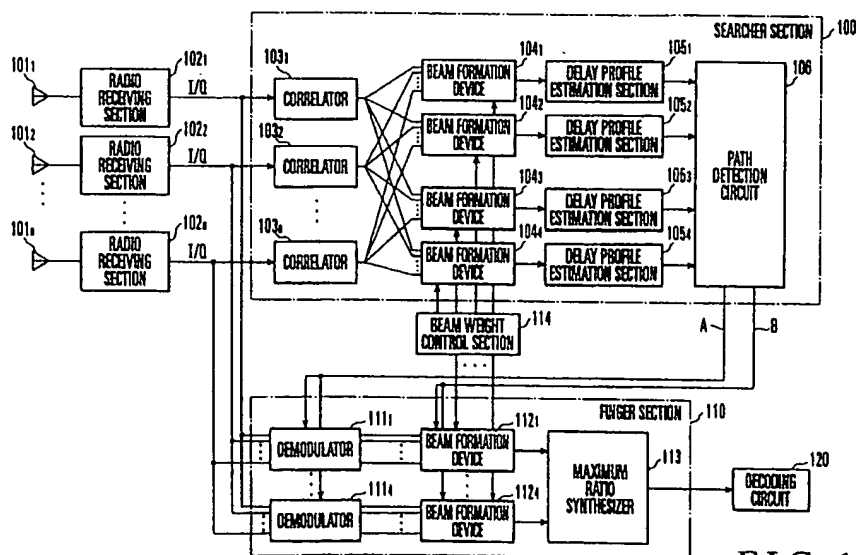 SEARCHER SECTION
100
101₁
RADIO
RECEIVING
SECTION
102₁
I/Q
103₁
CORRELATOR
BEAM FORMATION
DEVICE
104₁
DELAY PROFILE
ESTIMATION SECTION
105₁
106
PATH
DETECTION
CIRCUIT
101₂
RADIO
RECEIVING
SECTION
102₂
I/Q
103₂
CORRELATOR
BEAM FORMATION
DEVICE
104₂
DELAY PROFILE
ESTIMATION SECTION
105₂
BEAM FORMATION
DEVICE
104₃
DELAY PROFILE
ESTIMATION SECTION
105₃
RADIO
RECEIVING
SECTION
I/Q
CORRELATOR
BEAM FORMATION
DEVICE
104₄
DELAY PROFILE
ESTIMATION SECTION
105₄
BEAM WEIGHT
CONTROL SECTION
114
A
B
FINGER SECTION
110
111₁
DEMODULATOR
112₁
BEAM FORMATION
DEVICE
MAXIMUM
RATIO
SYNTHESIZER
113
DECODING
CIRCUIT
120
111₄
DEMODULATOR
112₄
BEAM FORMATION
DEVICE